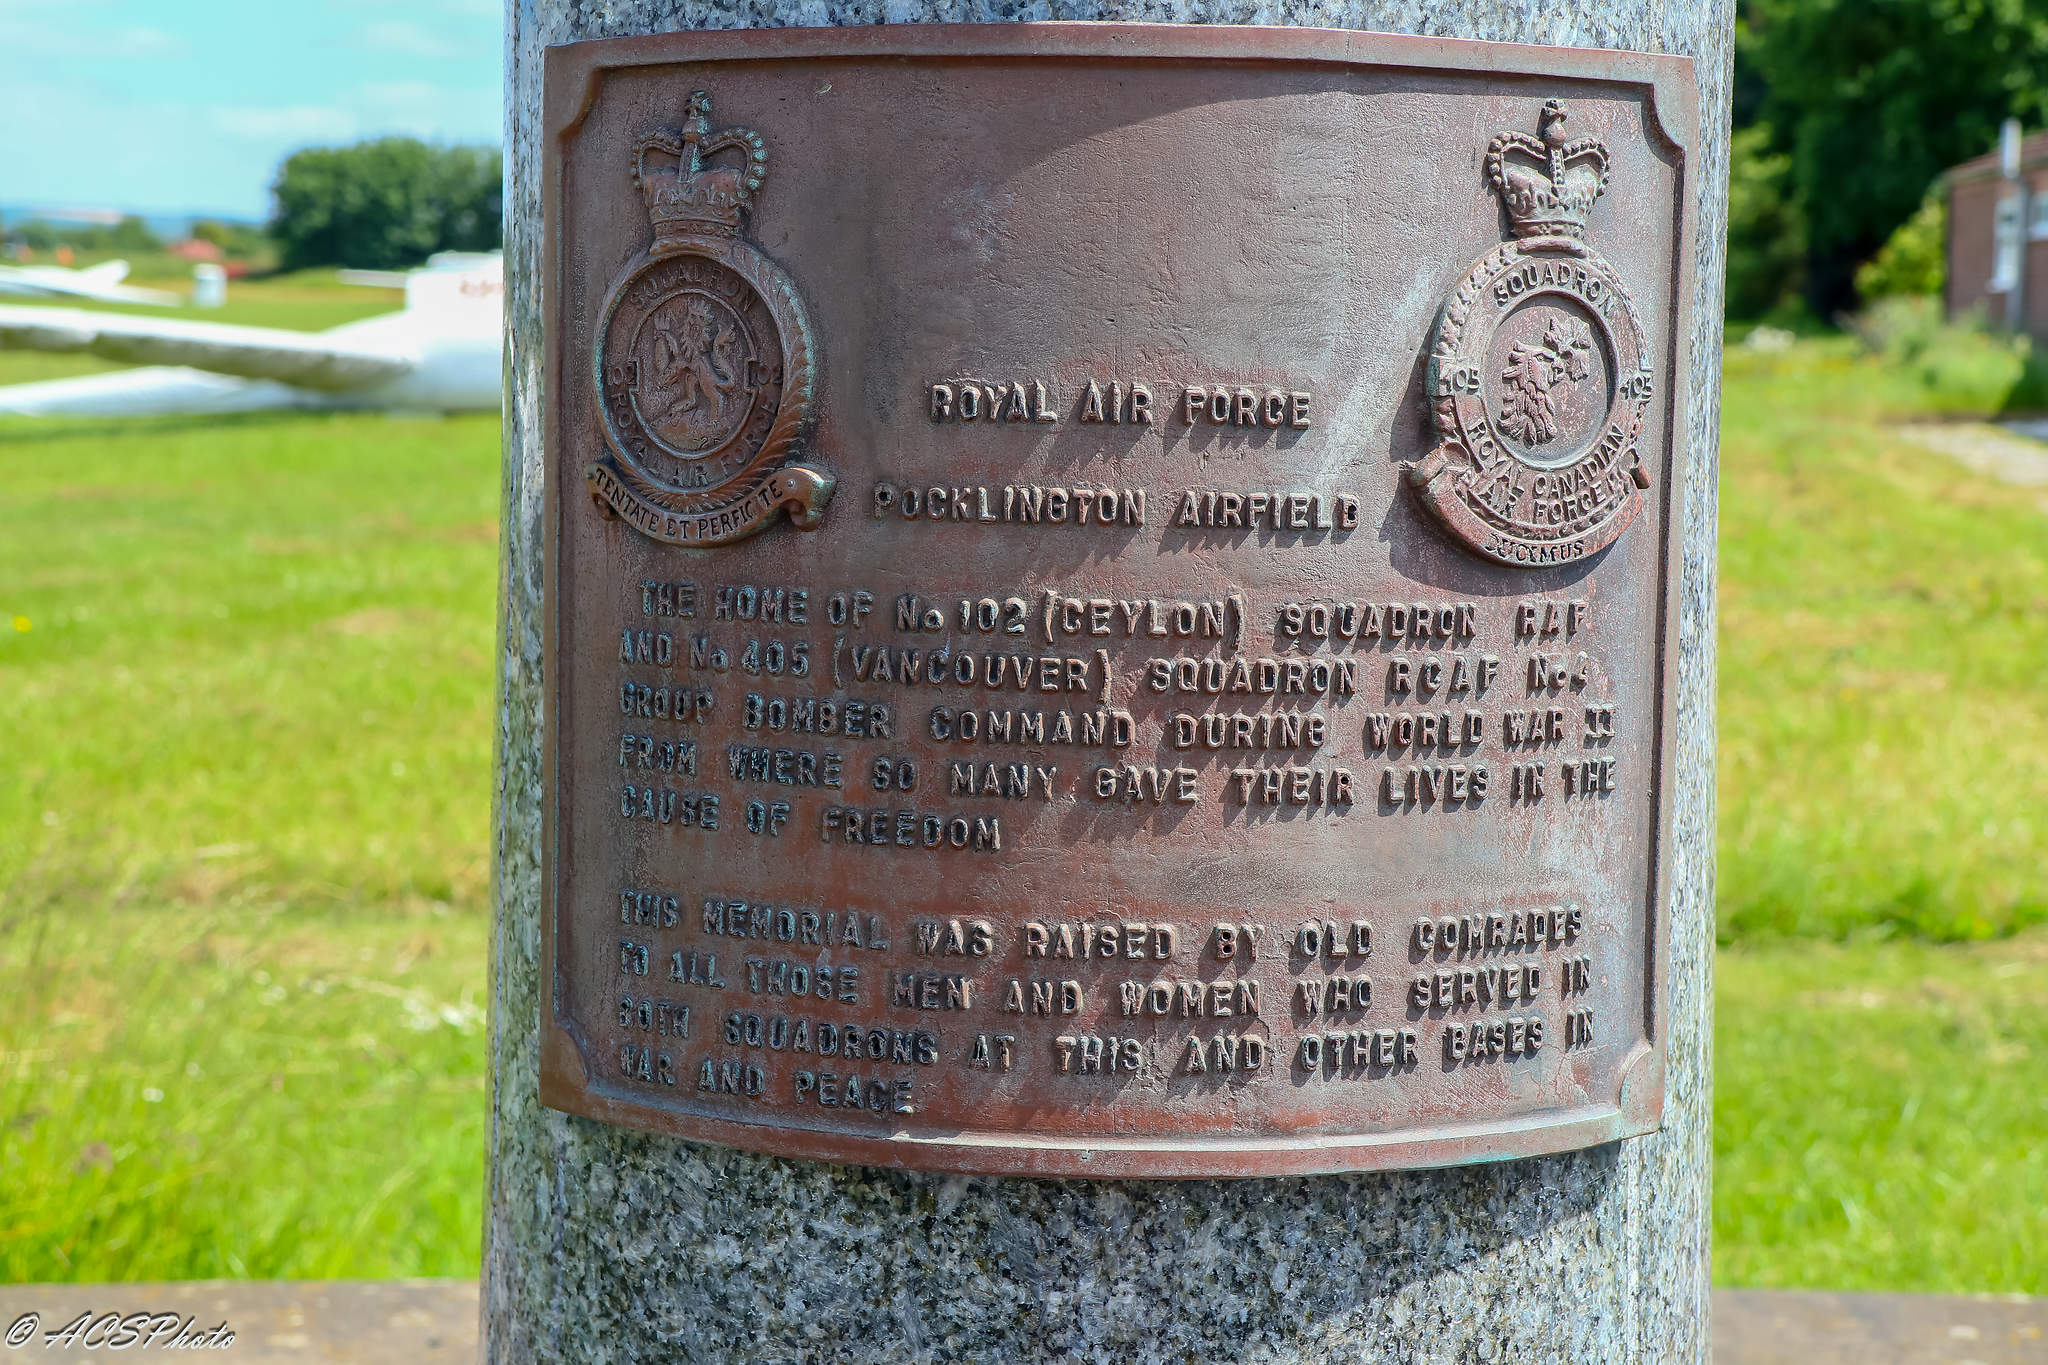 SQUADRON
102
ROYAL AIR FORCE
TENTATE ET PERFICITE
SQUADRON
405 405
ROYAL CANADIAN
AIR FORCE
DUCIMUS
ROYAL AIR FORCE
POCKLINGTON AIRFIELD
THE HOME OF No 102 (CEYLON) SQUADRON RAF
AND No 405 (VANCOUVER) SQUADRON RCAF No.4
GROUP BOMBER COMMAND DURING WORLD WAR II
FROM WHERE SO MANY GAVE THEIR LIVES IN THE
CAUSE OF FREEDOM
THIS MEMORIAL WAS RAISED BY OLD COMRADES
TO ALL THOSE MEN AND WOMEN WHO SERVED IN
BOTH SQUADRONS AT THIS AND OTHER BASES IN
WAR AND PEACE
© ACSPhoto